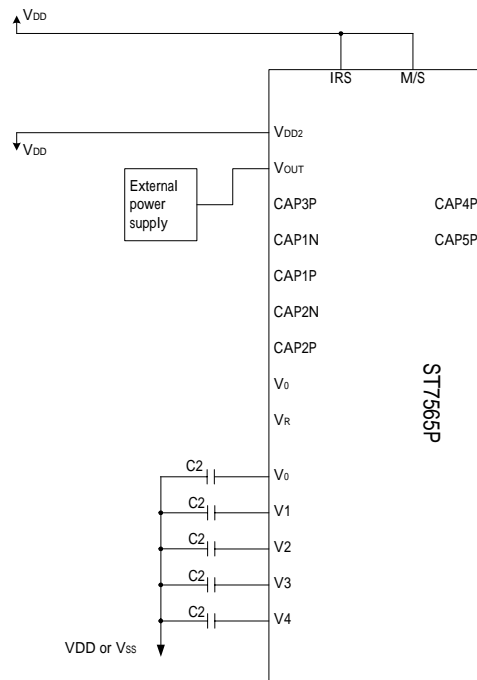 VDD
IRS M/S
VDD2
VDD
VOUT
External
power
supply
CAP3P CAP4P
CAP1N CAP5P
CAP1P
CAP2N
CAP2P
V0
ST7565P
VR
C2 V0
C2 V1
C2 V2
C2 V3
C2 V4
VDD or VSS